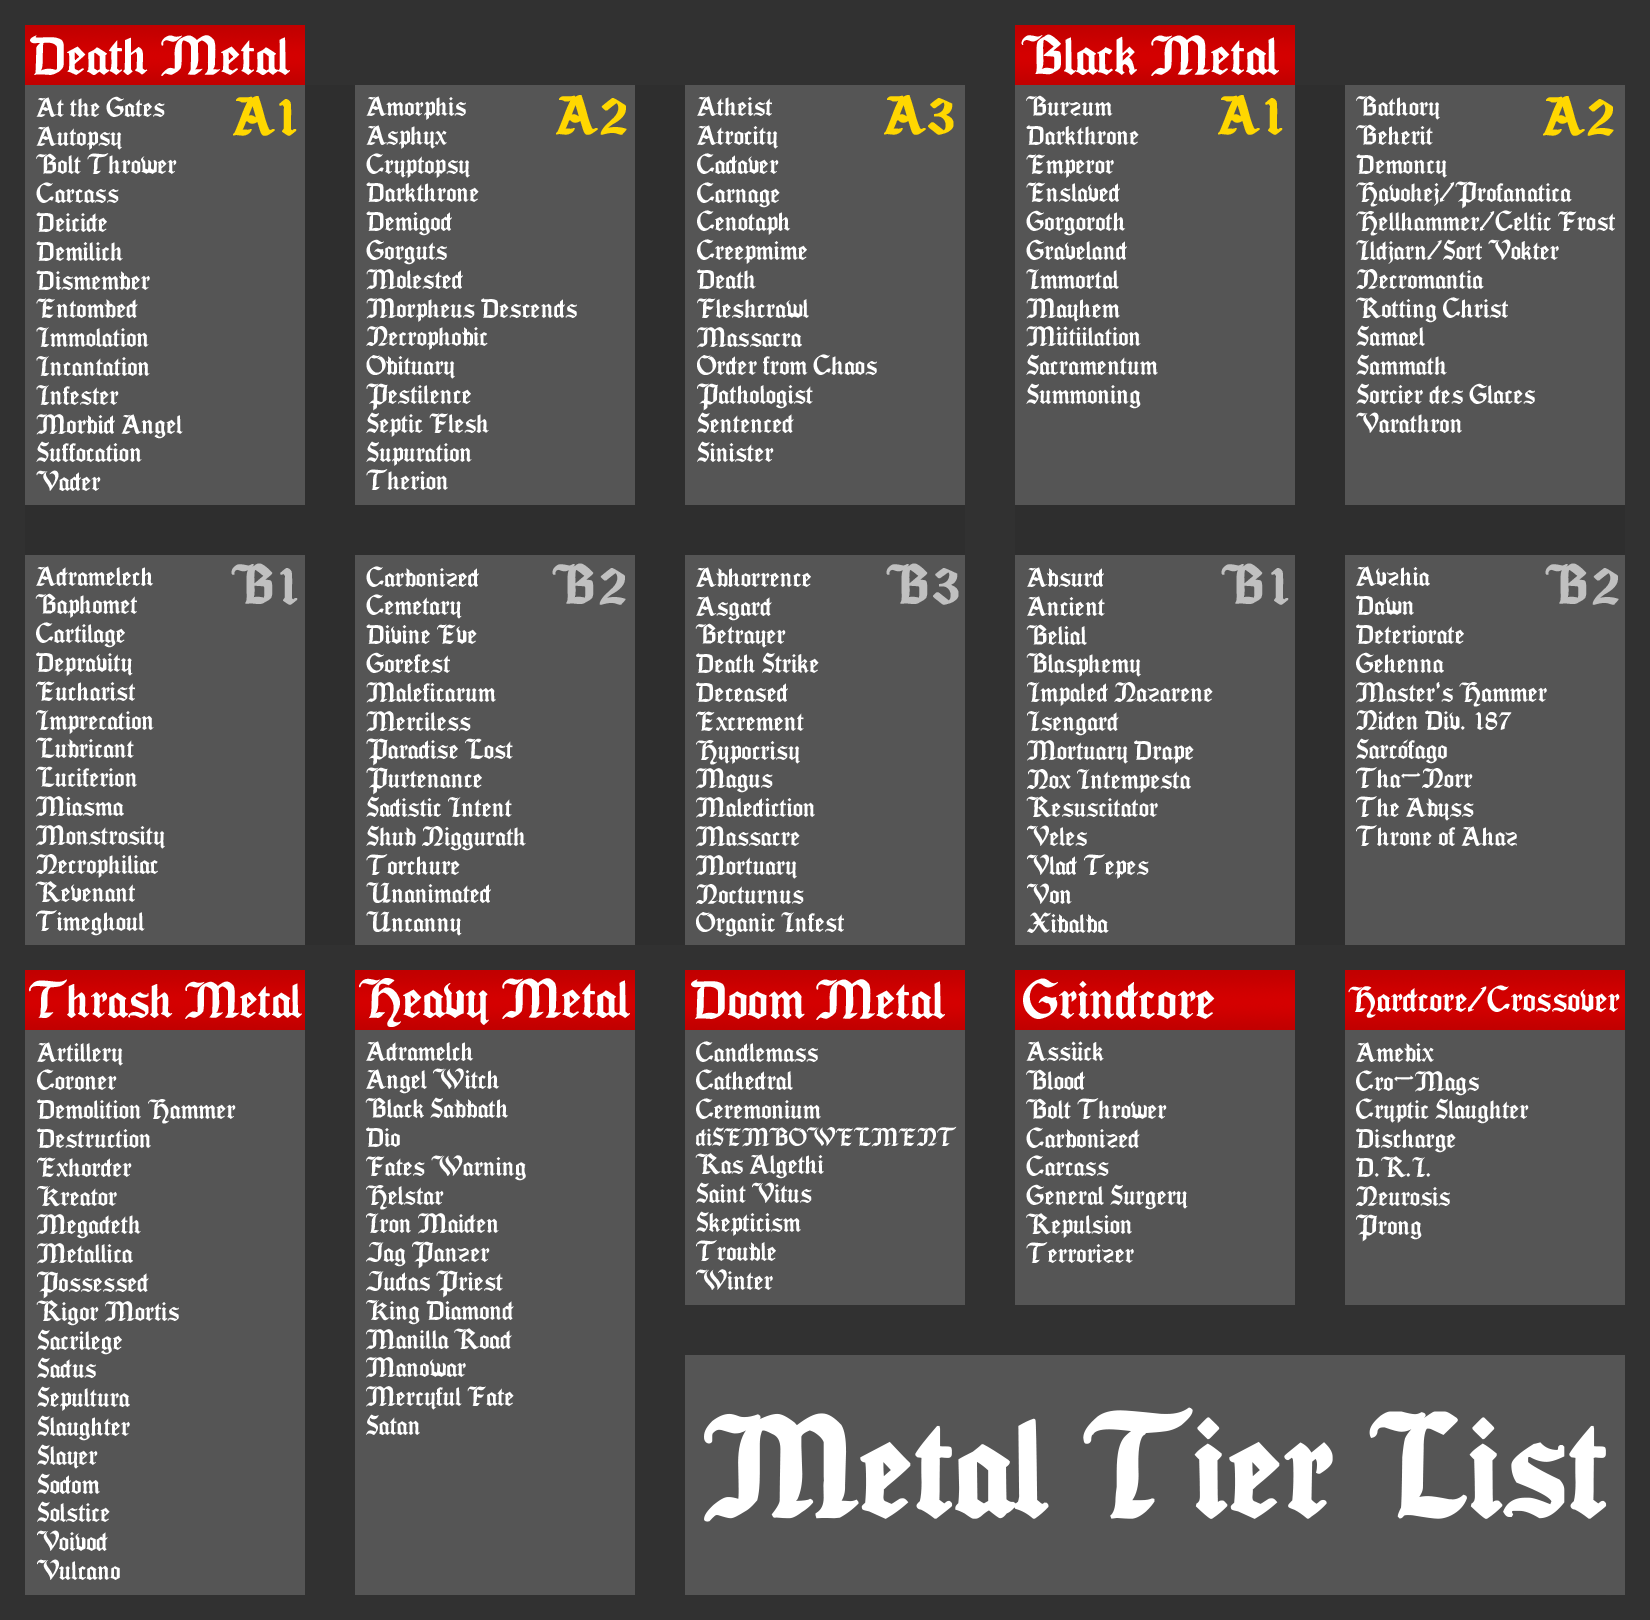 Death Metal
A1
At the Gates
Autopsy
Bolt Thrower
Carcass
Deicide
Demilich
Dismember
Entombed
Immolation
Incantation
Infester
Morbid Angel
Suffocation
Vader
A2
Amorphis
Asphyx
Cryptopsy
Darkthrone
Demigod
Gorguts
Molested
Morpheus Descends
Necrophobic
Obituary
Pestilence
Septic Flesh
Supuration
Therion
A3
Atheist
Atrocity
Cadaver
Carnage
Cenotaph
Creepmime
Death
Fleshcrawl
Massacra
Order from Chaos
Pathologist
Sentenced
Sinister
Black Metal
A1
Burzum
Darkthrone
Emperor
Enslaved
Gorgoroth
Graveland
Immortal
Mayhem
Mütiilation
Sacramentum
Summoning
A2
Bathory
Beherit
Demoncy
Havohej/Profanatica
Hellhammer/Celtic Frost
Ildjarn/Sort Vokter
Necromantia
Rotting Christ
Samael
Sammath
Sorcier des Glaces
Varathron
B1
Adramelech
Baphomet
Cartilage
Depravity
Eucharist
Imprecation
Lubricant
Luciferion
Miasma
Monstrosity
Necrophiliac
Revenant
Timeghoul
B2
Carbonized
Cemetary
Divine Eve
Gorefest
Maleficarum
Merciless
Paradise Lost
Purtenance
Sadistic Intent
Shub Niggurath
Torchure
Unanimated
Uncanny
B3
Abhorrence
Asgard
Betrayer
Death Strike
Deceased
Excrement
Hypocrisy
Magus
Malediction
Massacre
Mortuary
Nocturnus
Organic Infest
B1
Absurd
Ancient
Belial
Blasphemy
Impaled Nazarene
Isengard
Mortuary Drape
Nox Intempesta
Resuscitator
Veles
Vlad Tepes
Von
Xibalba
B2
Avzhia
Dawn
Deteriorate
Gehenna
Master's Hammer
Niden Div. 187
Sarcófago
Tha-Norr
The Abyss
Throne of Ahaz
Thrash Metal
Artillery
Coroner
Demolition Hammer
Destruction
Exhorder
Kreator
Megadeth
Metallica
Possessed
Rigor Mortis
Sacrilege
Sadus
Sepultura
Slaughter
Slayer
Sodom
Solstice
Voivod
Vulcano
Heavy Metal
Adramelch
Angel Witch
Black Sabbath
Dio
Fates Warning
Helstar
Iron Maiden
Jag Panzer
Judas Priest
King Diamond
Manilla Road
Manowar
Mercyful Fate
Satan
Doom Metal
Candlemass
Cathedral
Ceremonium
diSEMBOWELMENT
Ras Algethi
Saint Vitus
Skepticism
Trouble
Winter
Grindcore
Assück
Blood
Bolt Thrower
Carbonized
Carcass
General Surgery
Repulsion
Terrorizer
Hardcore/Crossover
Amebix
Cro-Mags
Cryptic Slaughter
Discharge
D.R.I.
Neurosis
Prong
Metal Tier List